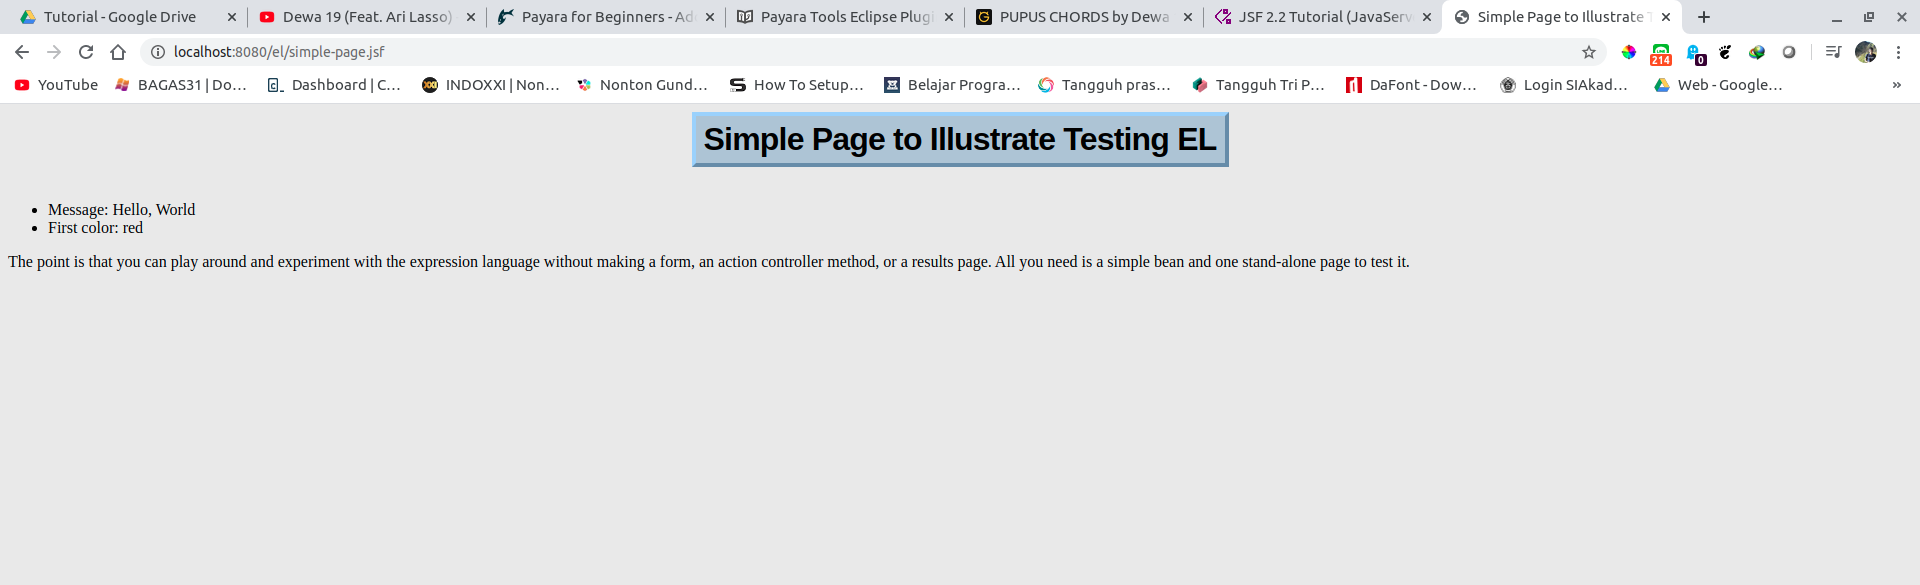 Tutorial - Google Drive
Dewa 19 (Feat. Ari Lasso)
Payara for Beginners - Ad
Payara Tools Eclipse Plugi
PUPUS CHORDS by Dewa
JSF 2.2 Tutorial (JavaServ
Simple Page to Illustrate T
localhost:8080/el/simple-page.jsf
214
0
YouTube
BAGAS31 | Do...
Dashboard | C...
INDOXXI | Non...
Nonton Gund...
How To Setup...
Belajar Progra...
Tangguh pras...
Tangguh Tri P...
DaFont - Dow...
Login SIAkad...
Web - Google...
»
Simple Page to Illustrate Testing EL
• Message: Hello, World
• First color: red
The point is that you can play around and experiment with the expression language without making a form, an action controller method, or a results page. All you need is a simple bean and one stand-alone page to test it.